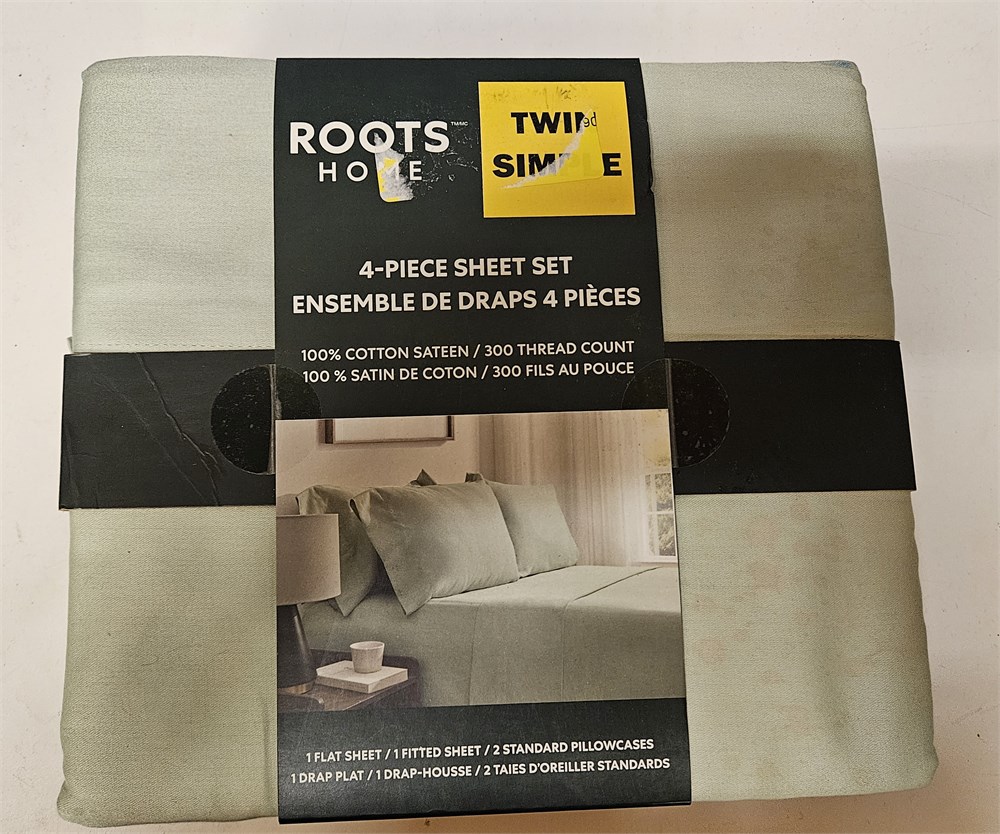 ROOTS ™/MC
HOME
4-PIECE SHEET SET
ENSEMBLE DE DRAPS 4 PIÈCES
100% COTTON SATEEN / 300 THREAD COUNT
100 % SATIN DE COTON / 300 FILS AU POUCE
1 FLAT SHEET / 1 FITTED SHEET / 2 STANDARD PILLOWCASES
1 DRAP PLAT / 1 DRAP-HOUSSE / 2 TAIES D'OREILLER STANDARDS